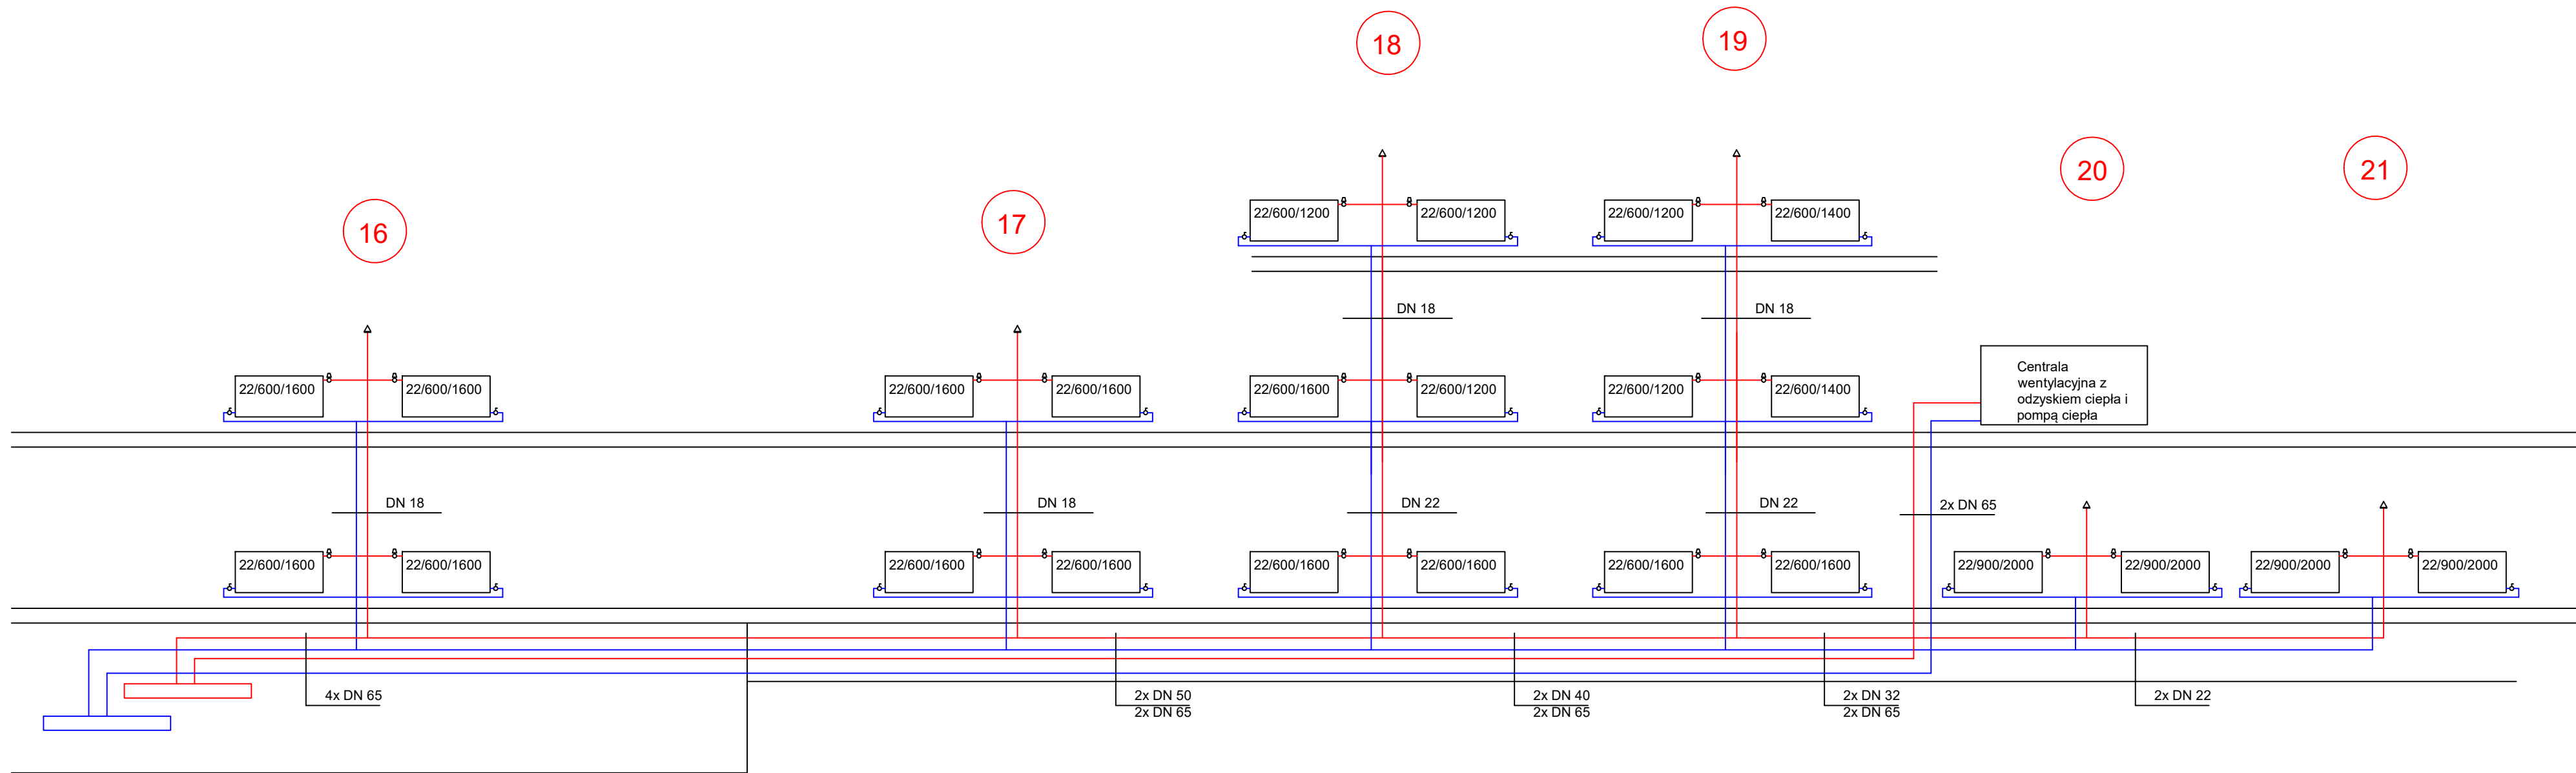 18
19
20
21
16
17
22/600/1200
22/600/1200
22/600/1200
22/600/1400
DN 18
DN 18
Centrala
wentylacyjna z
odzyskiem ciepła i
pompą ciepła
22/600/1600
22/600/1600
22/600/1600
22/600/1600
22/600/1600
22/600/1200
22/600/1200
22/600/1400
DN 18
DN 18
DN 22
DN 22
2x DN 65
22/600/1600
22/600/1600
22/600/1600
22/600/1600
22/600/1600
22/600/1600
22/600/1600
22/600/1600
22/900/2000
22/900/2000
22/900/2000
22/900/2000
4x DN 65
2x DN 50
2x DN 65
2x DN 40
2x DN 65
2x DN 32
2x DN 65
2x DN 22